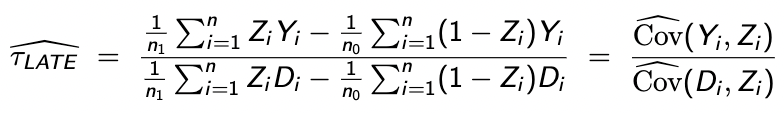 $\widehat{\tau_{LATE}} = \frac{\frac{1}{n_1} \sum_{i=1}^{n} Z_i Y_i - \frac{1}{n_0} \sum_{i=1}^{n} (1 - Z_i) Y_i}{\frac{1}{n_1} \sum_{i=1}^{n} Z_i D_i - \frac{1}{n_0} \sum_{i=1}^{n} (1 - Z_i) D_i} = \frac{\widehat{\text{Cov}}(Y_i, Z_i)}{\widehat{\text{Cov}}(D_i, Z_i)}$